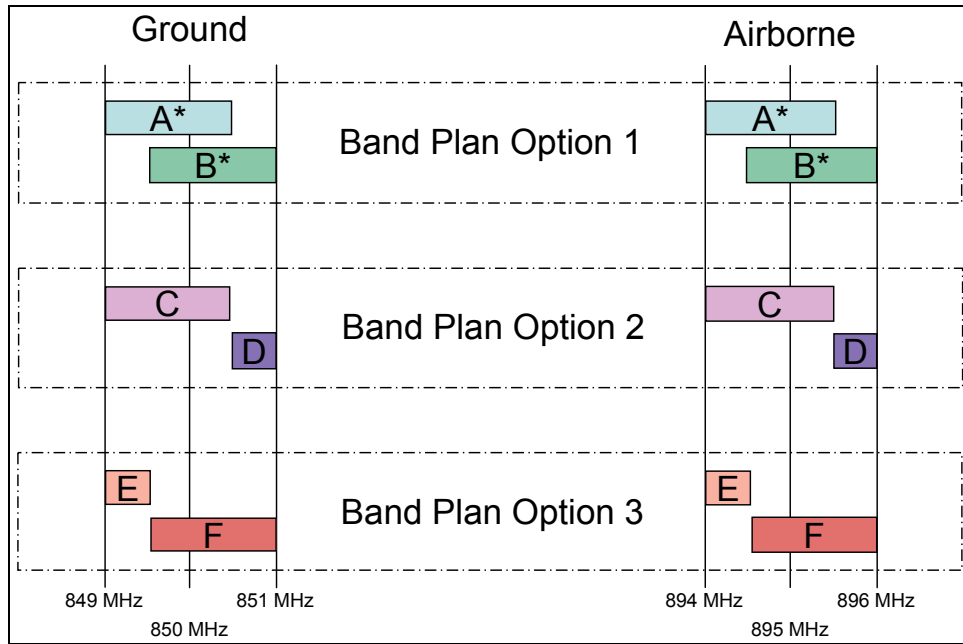 Ground
Airborne
A*
A*
Band Plan Option 1
B*
B*
C
C
Band Plan Option 2
D
D
E
E
Band Plan Option 3
F
F
849 MHz
851 MHz
894 MHz
896 MHz
850 MHz
895 MHz